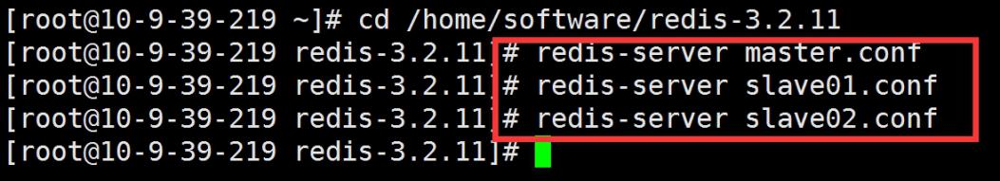 [root@10-9-39-219 ~]# cd /home/software/redis-3.2.11
[root@10-9-39-219 redis-3.2.11]# redis-server master.conf
[root@10-9-39-219 redis-3.2.11]# redis-server slave01.conf
[root@10-9-39-219 redis-3.2.11]# redis-server slave02.conf
[root@10-9-39-219 redis-3.2.11]#